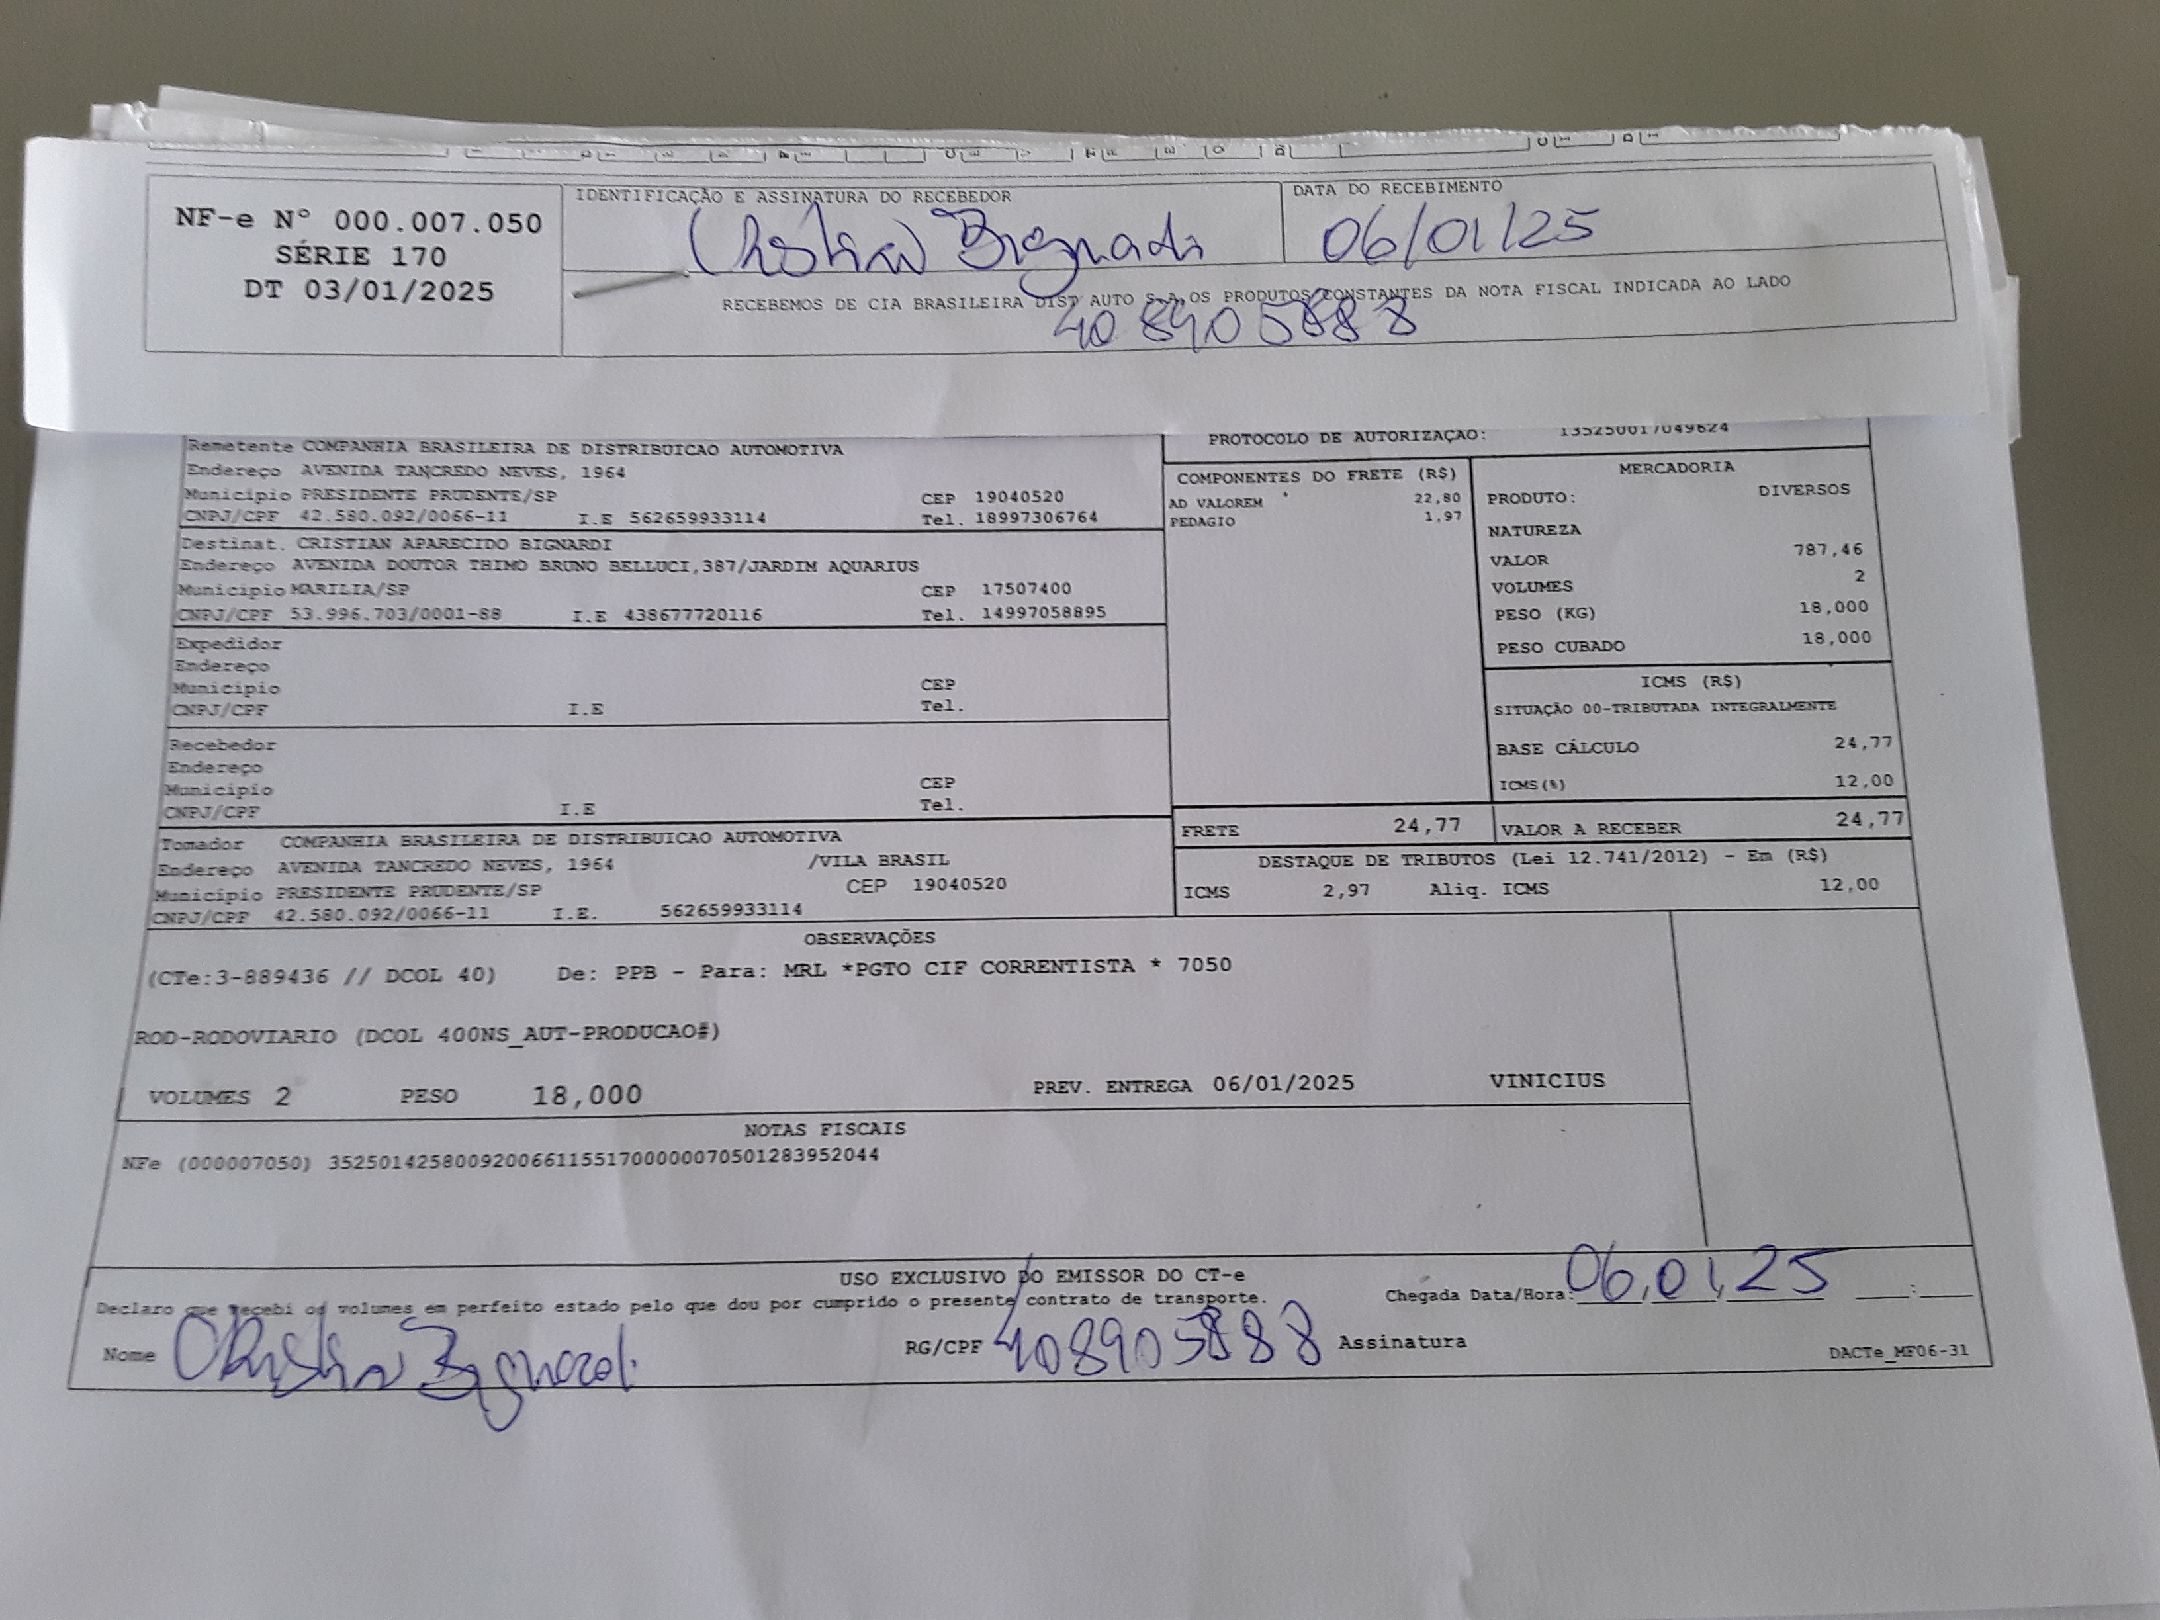 NF-e Nº 000.007.050
SÉRIE 170
DT 03/01/2025
IDENTIFICAÇÃO E ASSINATURA DO RECEBEDOR
Cristian Bignardi
DATA DO RECEBIMENTO
06/01/25
RECEBEMOS DE CIA BRASILEIRA DIST AUTO S.A OS PRODUTOS CONSTANTES DA NOTA FISCAL INDICADA AO LADO
408905888
Remetente COMPANHIA BRASILEIRA DE DISTRIBUICAO AUTOMOTIVA
Endereço AVENIDA TANCREDO NEVES, 1964
Município PRESIDENTE PRUDENTE/SP CEP 19040520
CNPJ/CPF 42.580.092/0066-11 I.E 562659933114 Tel. 18997306764
Destinat. CRISTIAN APARECIDO BIGNARDI
Endereço AVENIDA DOUTOR THIMO BRUNO BELLUCI,387/JARDIM AQUARIUS
Município MARILIA/SP CEP 17507400
CNPJ/CPF 53.996.703/0001-88 I.E 438677720116 Tel. 14997058895
Expedidor
Endereço
Município CEP
CNPJ/CPF I.E Tel.
Recebedor
Endereço
Município CEP
CNPJ/CPF I.E Tel.
Tomador COMPANHIA BRASILEIRA DE DISTRIBUICAO AUTOMOTIVA
Endereço AVENIDA TANCREDO NEVES, 1964 /VILA BRASIL
Município PRESIDENTE PRUDENTE/SP CEP 19040520
CNPJ/CPF 42.580.092/0066-11 I.E. 562659933114
PROTOCOLO DE AUTORIZAÇÃO: 135250017049624
COMPONENTES DO FRETE (R$)
AD VALOREM 22,80
PEDAGIO 1,97
MERCADORIA
PRODUTO: DIVERSOS
NATUREZA
VALOR 787,46
VOLUMES 2
PESO (KG) 18,000
PESO CUBADO 18,000
ICMS (R$)
SITUAÇÃO 00-TRIBUTADA INTEGRALMENTE
BASE CÁLCULO 24,77
ICMS(%) 12,00
FRETE 24,77 VALOR A RECEBER 24,77
DESTAQUE DE TRIBUTOS (Lei 12.741/2012) - Em (R$)
ICMS 2,97 Aliq. ICMS 12,00
OBSERVAÇÕES
(CTe:3-889436 // DCOL 40) De: PPB - Para: MRL *PGTO CIF CORRENTISTA * 7050
ROD-RODOVIARIO (DCOL 400NS_AUT-PRODUCAO#)
VOLUMES 2 PESO 18,000 PREV. ENTREGA 06/01/2025 VINICIUS
NOTAS FISCAIS
NFe (000007050) 35250142580092006611551700000070501283952044
USO EXCLUSIVO DO EMISSOR DO CT-e
Declaro que recebi os volumes em perfeito estado pelo que dou por cumprido o presente contrato de transporte. Chegada Data/Hora: 06,01,25 :
Nome Cristian Bignardi RG/CPF 408905888 Assinatura
DACTe_MF06-31